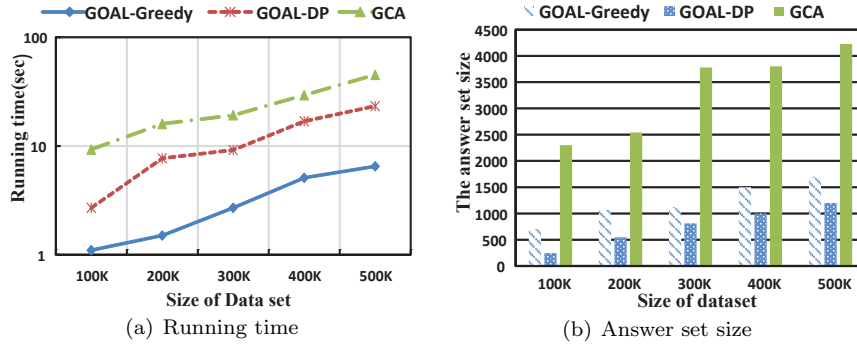 GOAL-Greedy GOAL-DP GCA
Running time(sec)
100
10
1
100K 200K 300K 400K 500K
Size of Data set
(a) Running time
GOAL-Greedy GOAL-DP GCA
The answer set size
4500
4000
3500
3000
2500
2000
1500
1000
500
0
100K 200K 300K 400K 500K
Size of dataset
(b) Answer set size